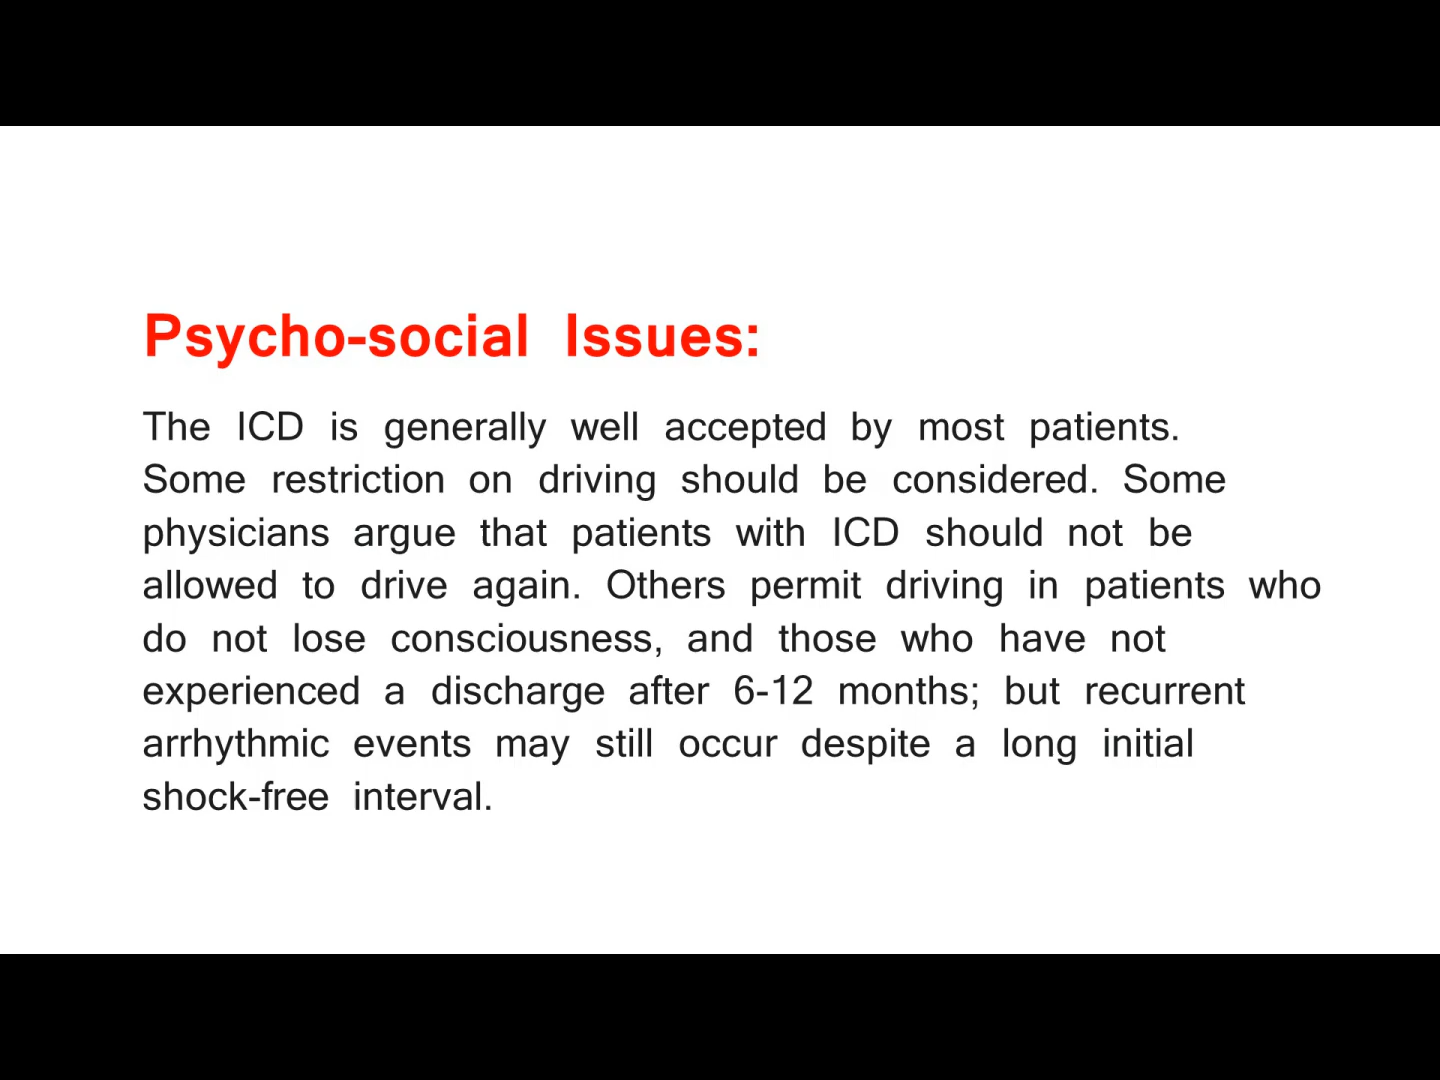 Psycho-social Issues:
The ICD is generally well accepted by most patients.
Some restriction on driving should be considered. Some
physicians argue that patients with ICD should not be
allowed to drive again. Others permit driving in patients who
do not lose consciousness, and those who have not
experienced a discharge after 6-12 months; but recurrent
arrhythmic events may still occur despite a long initial
shock-free interval.